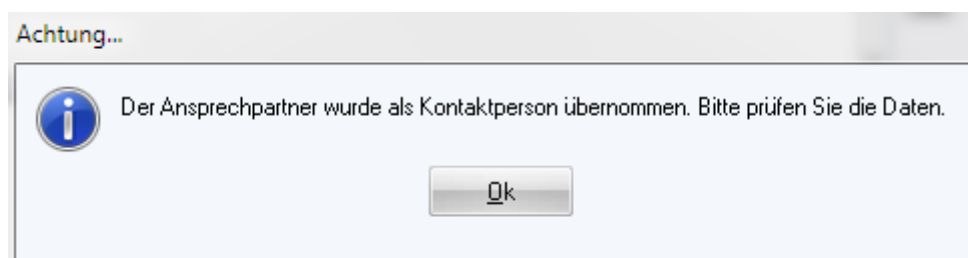 Achtung...
Der Ansprechpartner wurde als Kontaktperson übernommen. Bitte prüfen Sie die Daten.
Ok